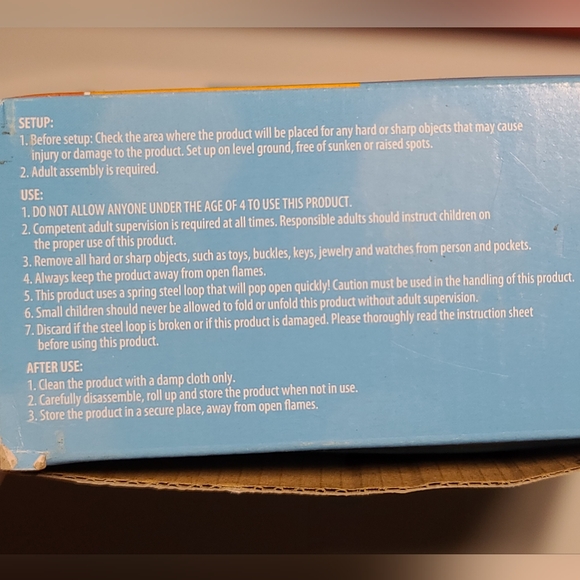 SETUP:
1. Before setup: Check the area where the product will be placed for any hard or sharp objects that may cause
injury or damage to the product. Set up on level ground, free of sunken or raised spots.
2. Adult assembly is required.
USE:
1. DO NOT ALLOW ANYONE UNDER THE AGE OF 4 TO USE THIS PRODUCT.
2. Competent adult supervision is required at all times. Responsible adults should instruct children on
the proper use of this product.
3. Remove all hard or sharp objects, such as toys, buckles, keys, jewelry and watches from person and pockets.
4. Always keep the product away from open flames.
5. This product uses a spring steel loop that will pop open quickly! Caution must be used in the handling of this product.
6. Small children should never be allowed to fold or unfold this product without adult supervision.
7. Discard if the steel loop is broken or if this product is damaged. Please thoroughly read the instruction sheet
before using this product.
AFTER USE:
1. Clean the product with a damp cloth only.
2. Carefully disassemble, roll up and store the product when not in use.
3. Store the product in a secure place, away from open flames.